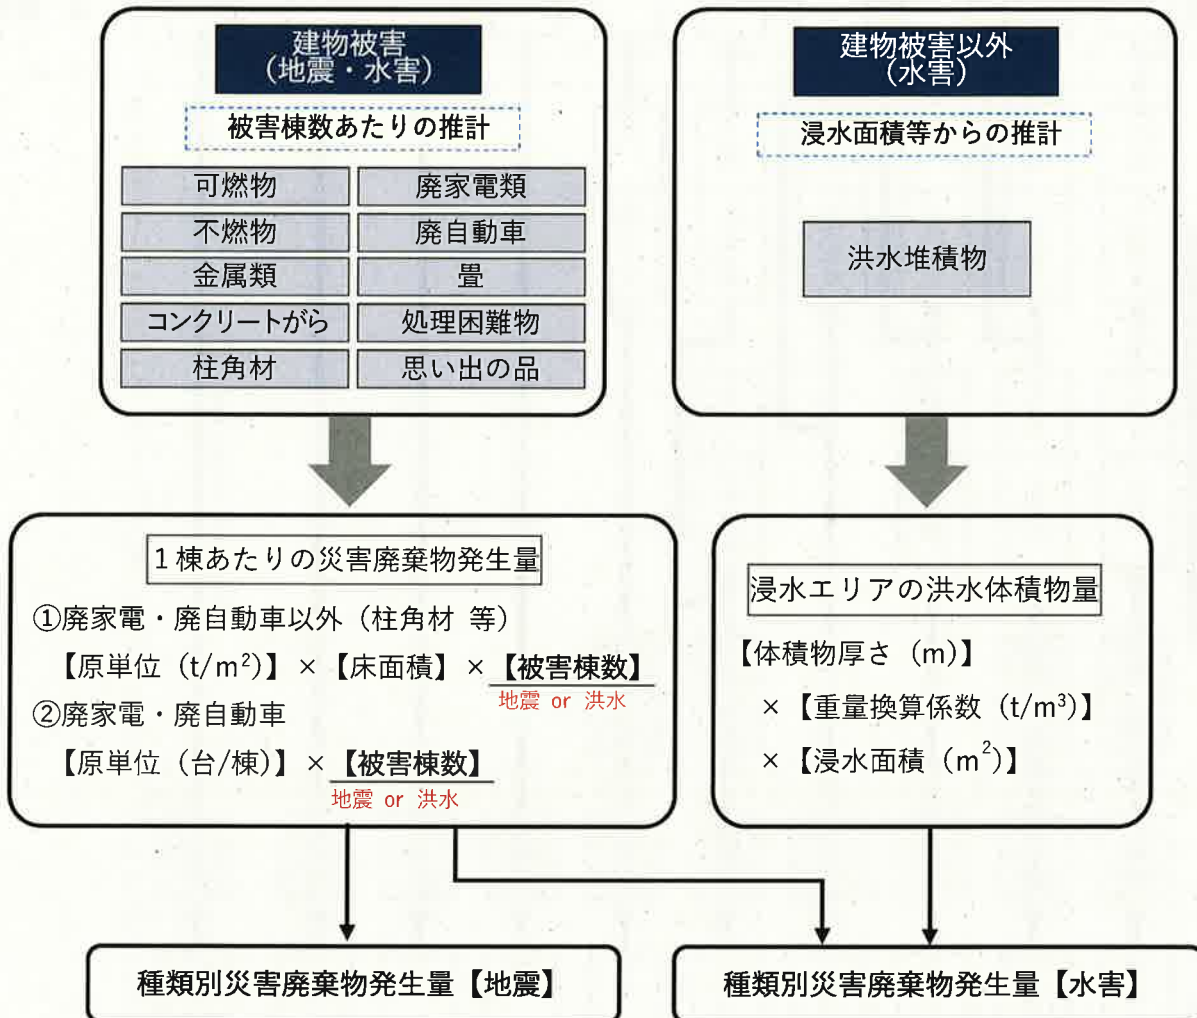 建物被害
(地震・水害)
被害棟数あたりの推計
可燃物
廃家電類
不燃物
廃自動車
金属類
畳
コンクリートがら
処理困難物
柱角材
思い出の品
建物被害以外
(水害)
浸水面積等からの推計
洪水堆積物
1棟あたりの災害廃棄物発生量
①廃家電・廃自動車以外（柱角材 等）
【原単位（t/m²)】×【床面積】×【被害棟数】
地震 or 洪水
②廃家電・廃自動車
【原単位（台/棟)】×【被害棟数】
地震 or 洪水
浸水エリアの洪水体積物量
【体積物厚さ（m)】
×【重量換算係数（t/m³)】
×【浸水面積（m²)】
種類別災害廃棄物発生量【地震】
種類別災害廃棄物発生量【水害】